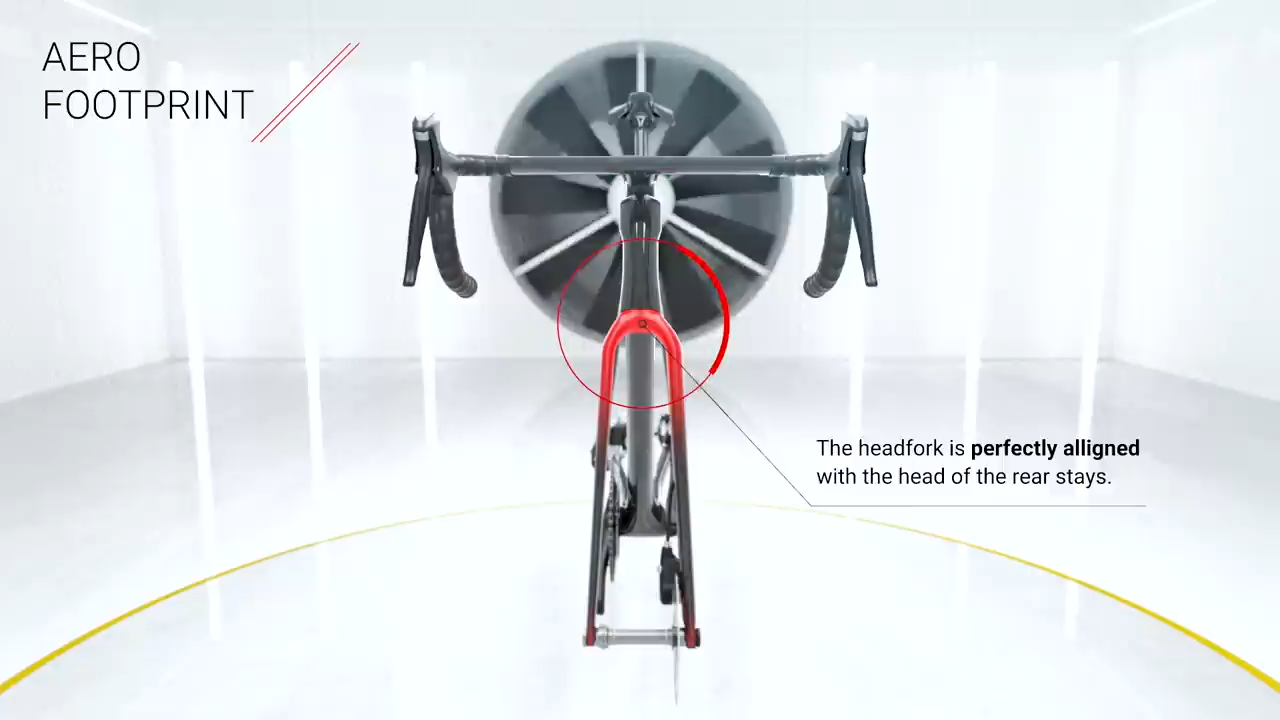 AERO
FOOTPRINT
The headfork is perfectly alligned
with the head of the rear stays.